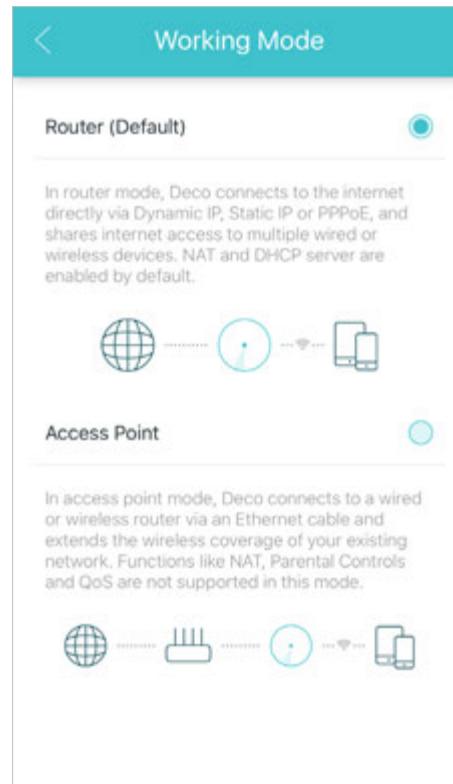 Working Mode
Router (Default)
In router mode, Deco connects to the internet
directly via Dynamic IP, Static IP or PPPoE, and
shares internet access to multiple wired or
wireless devices. NAT and DHCP server are
enabled by default.
Access Point
In access point mode, Deco connects to a wired
or wireless router via an Ethernet cable and
extends the wireless coverage of your existing
network. Functions like NAT, Parental Controls
and QoS are not supported in this mode.